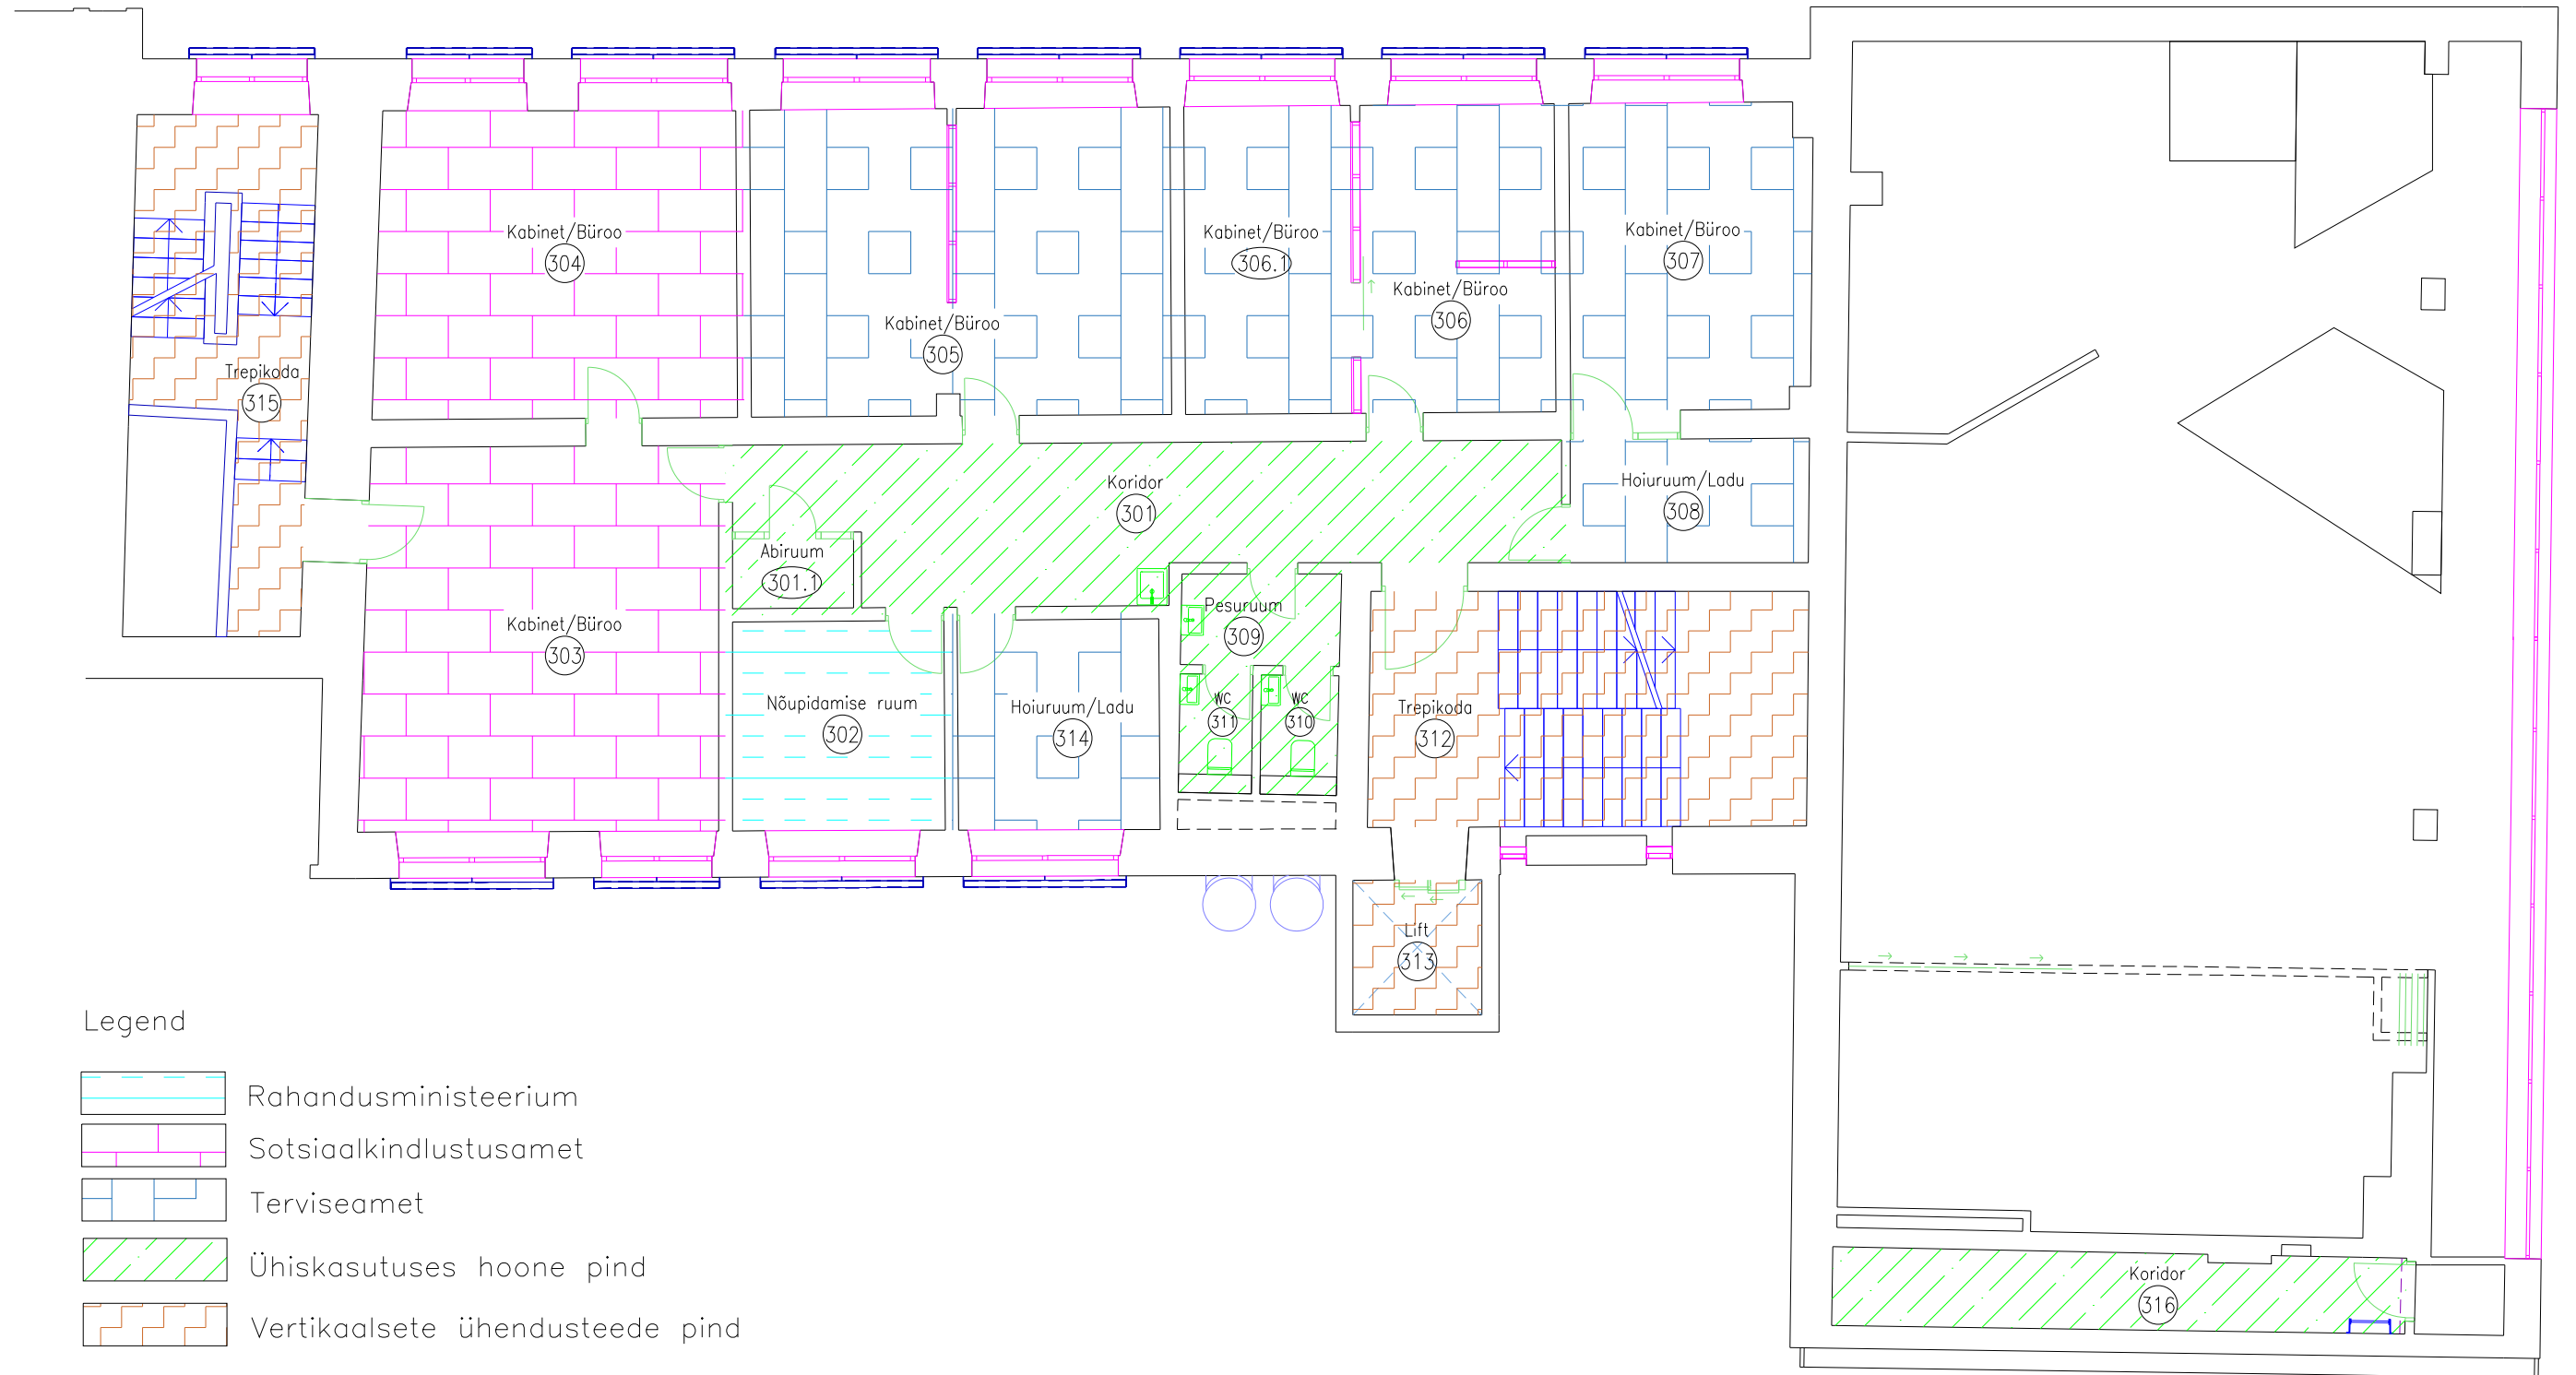 Kabinet/Büroo
304
Kabinet/Büroo
305
Kabinet/Büroo
306.1
Kabinet/Büroo
306
Kabinet/Büroo
307
Trepikoda
315
Koridor
301
Hoiuruum/Ladu
308
Abiruum
301.1
Kabinet/Büroo
303
Pesuruum
309
Nõupidamise ruum
302
Hoiuruum/Ladu
314
WC
311
WC
310
Trepikoda
312
Lift
313
Koridor
316
Legend
Rahandusministeerium
Sotsiaalkindlustusamet
Terviseamet
Ühiskasutuses hoone pind
Vertikaalsete ühendusteede pind